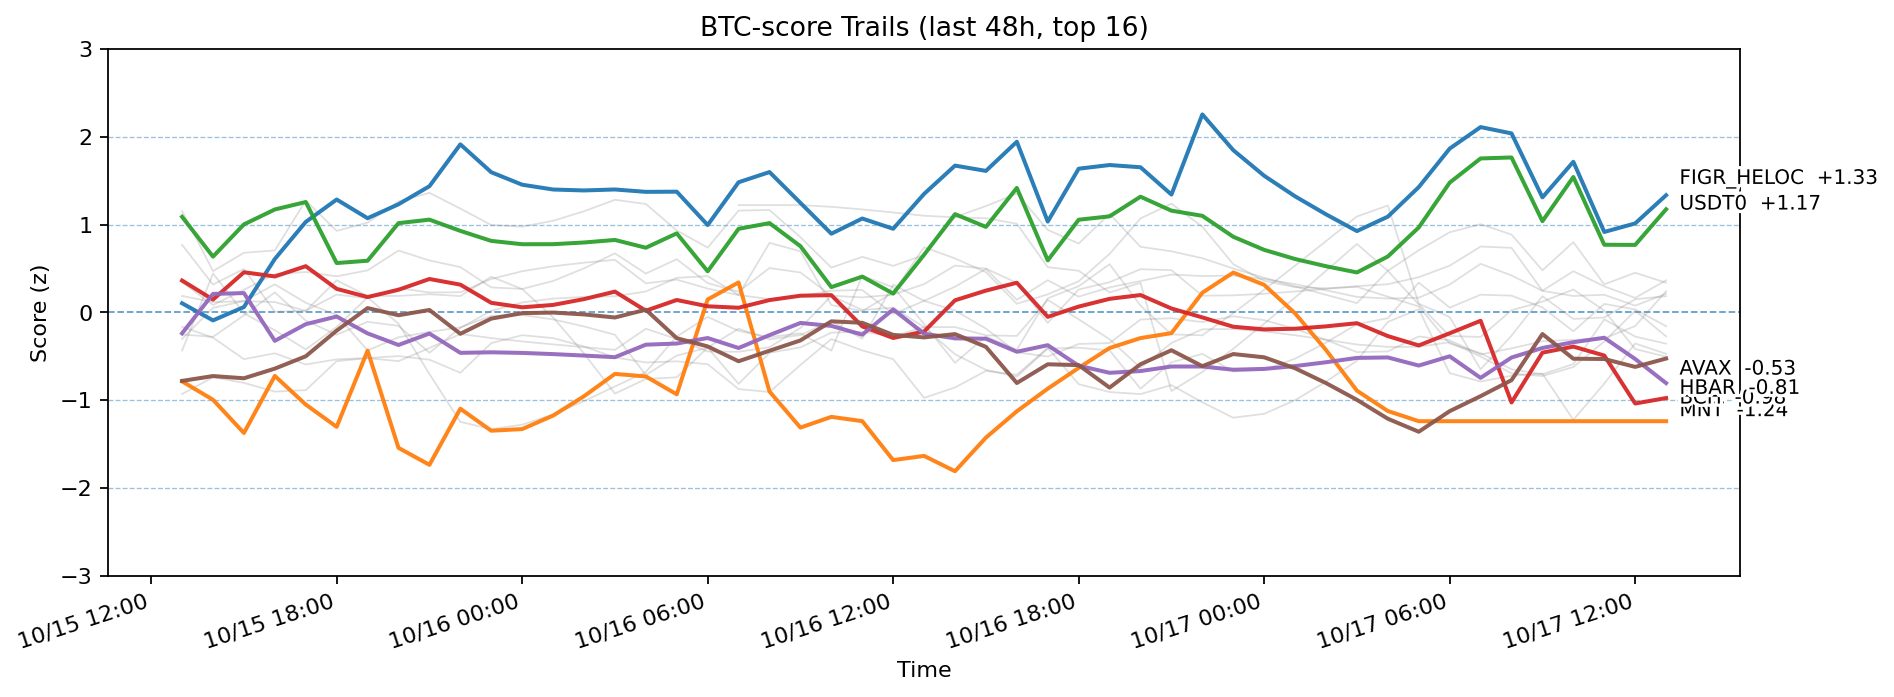 BTC-score Trails (last 48h, top 16)
3
2
1
0
−1
−2
−3
Score (z)
FIGR_HELOC +1.33
USDT0 +1.17
AVAX -0.53
HBAR -0.81
BCH -0.98
MNT -1.24
10/15 12:00
10/15 18:00
10/16 00:00
10/16 06:00
10/16 12:00
10/16 18:00
10/17 00:00
10/17 06:00
10/17 12:00
Time